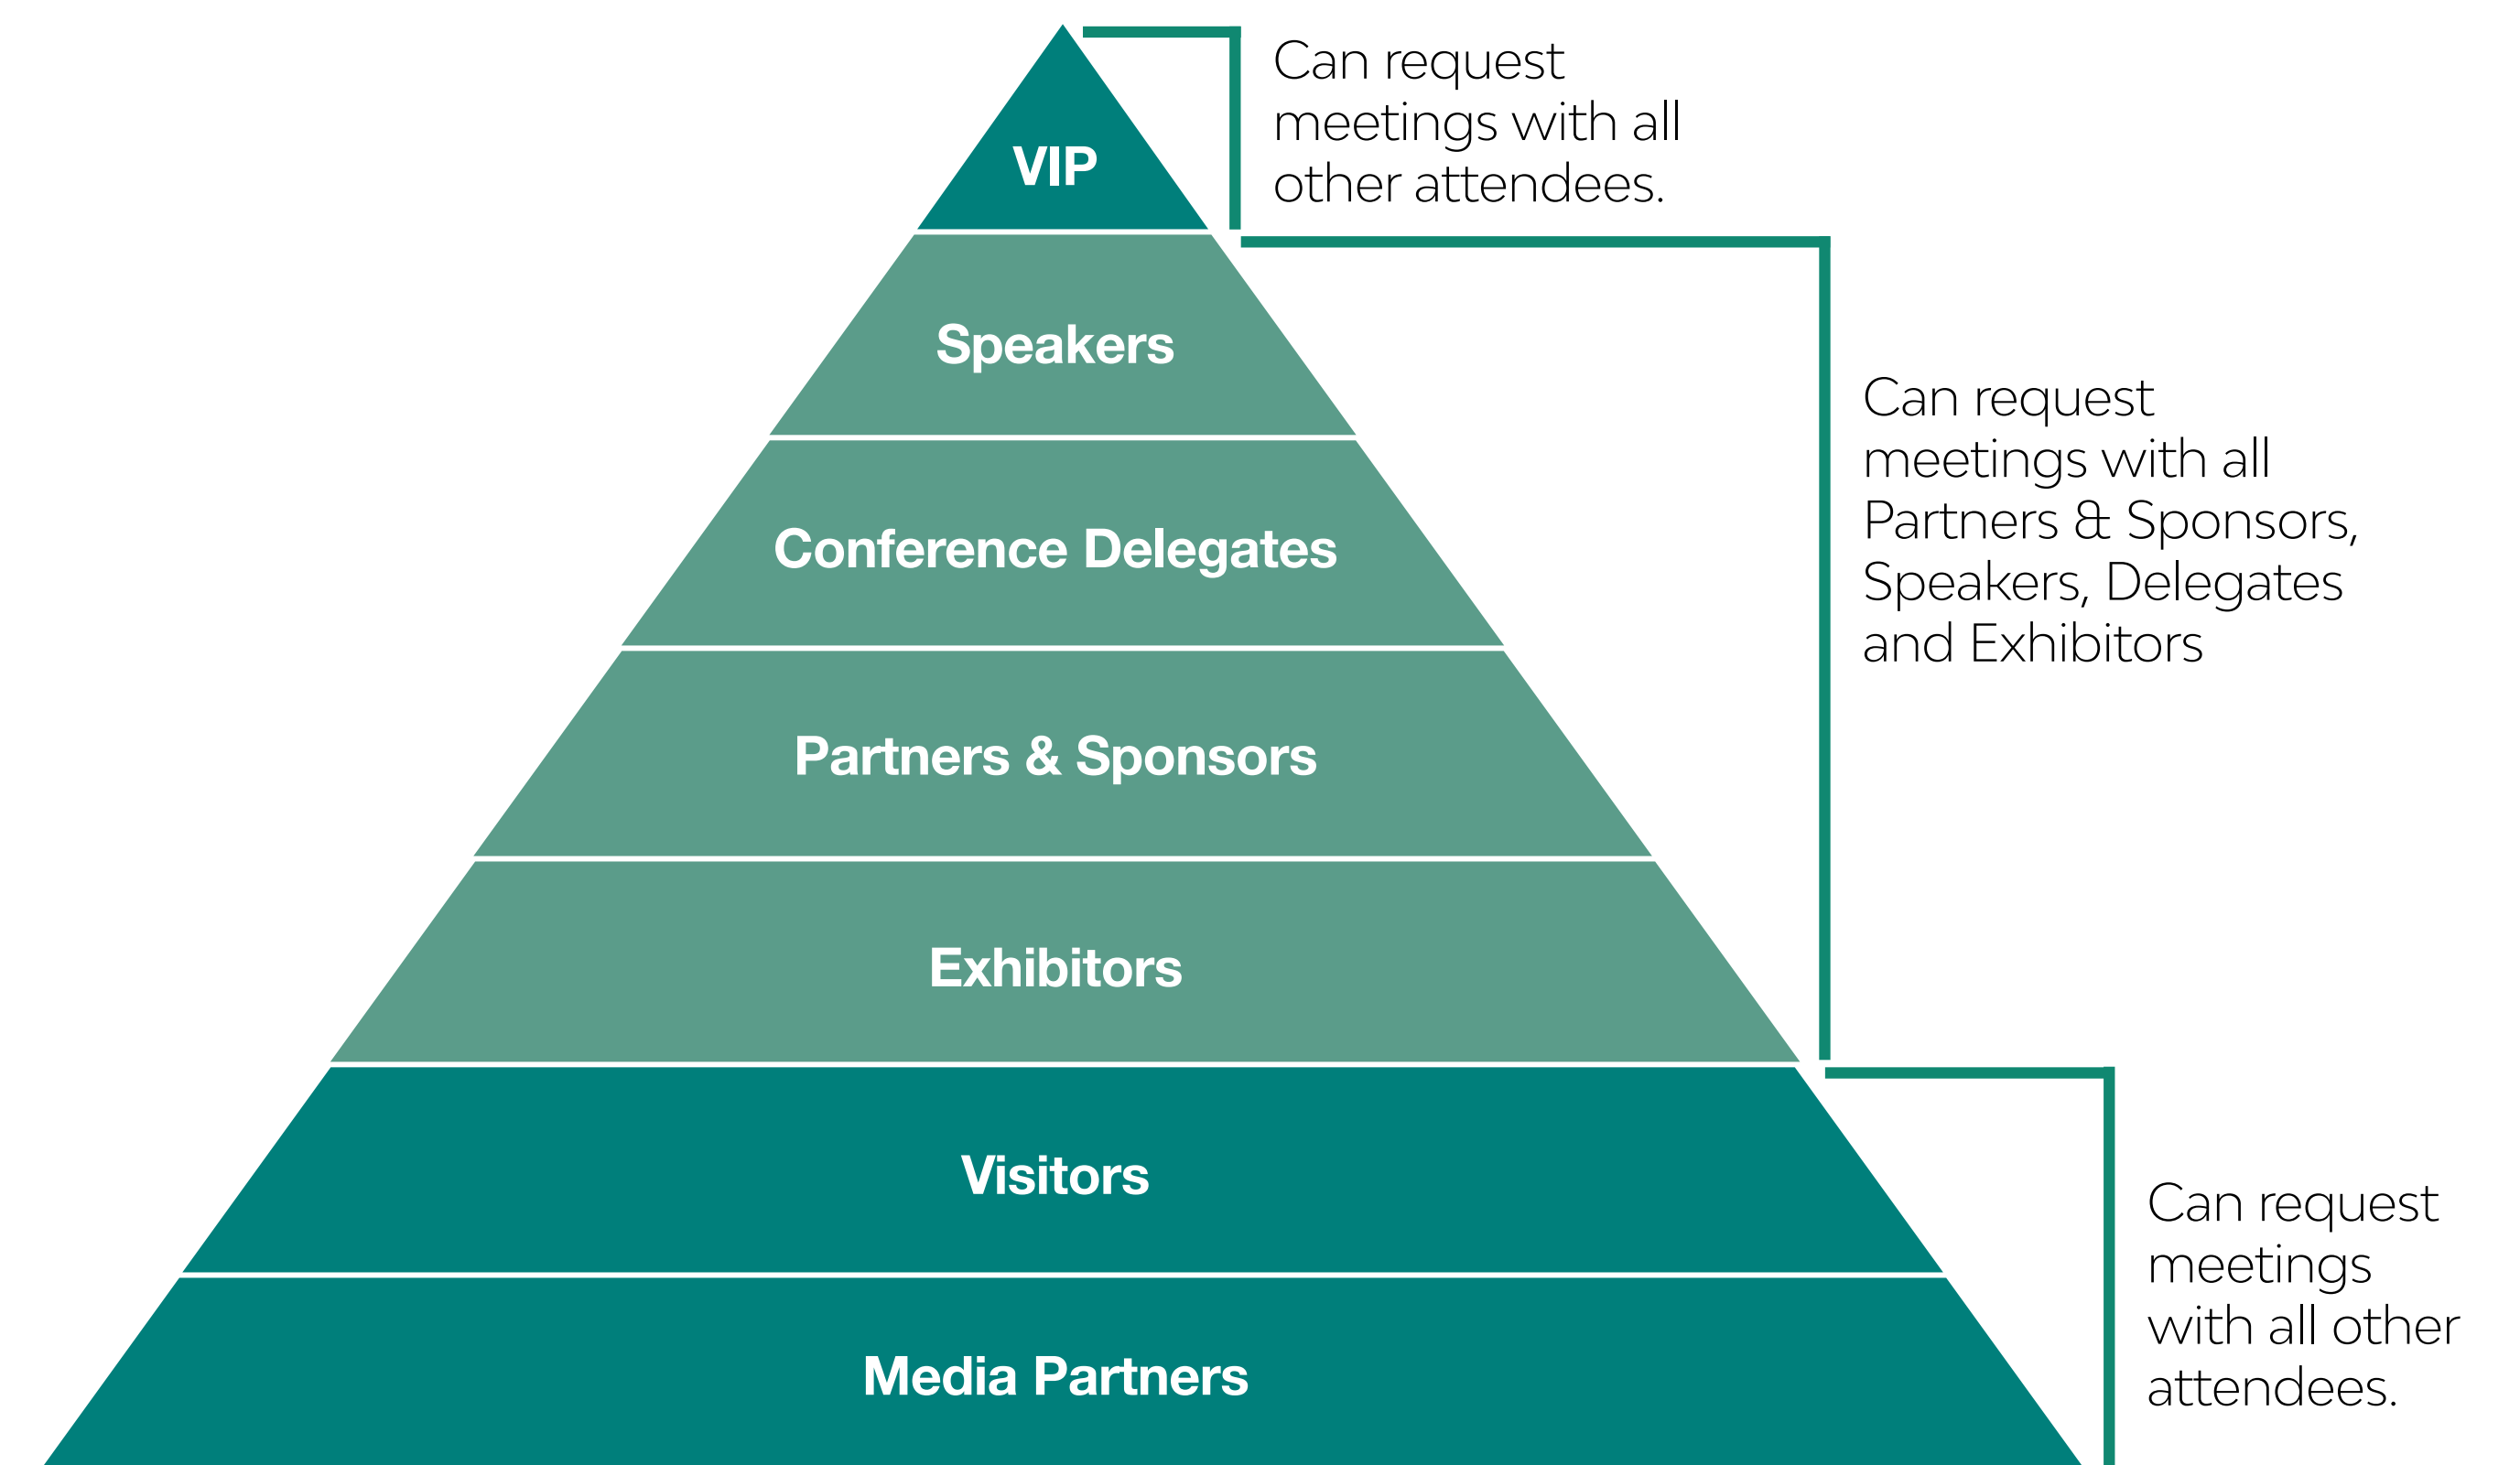 VIP
Can request
meetings with all
other attendees.
Speakers
Conference Delegates
Partners & Sponsors
Exhibitors
Can request
meetings with all
Partners & Sponsors,
Speakers, Delegates
and Exhibitors
Visitors
Media Partners
Can request
meetings
with all other
attendees.